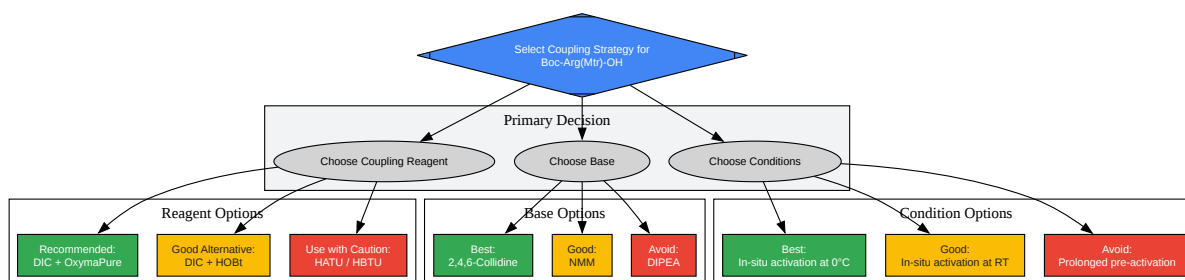 Select Coupling Strategy for
Boc-Arg(Mtr)-OH
Primary Decision
Choose Coupling Reagent
Choose Base
Choose Conditions
Reagent Options
Base Options
Condition Options
Recommended:
DIC + OxymaPure
Good Alternative:
DIC + HOBt
Use with Caution:
HATU / HBTU
Best:
2,4,6-Collidine
Good:
NMM
Avoid:
DIPEA
Best:
In-situ activation at 0°C
Good:
In-situ activation at RT
Avoid:
Prolonged pre-activation